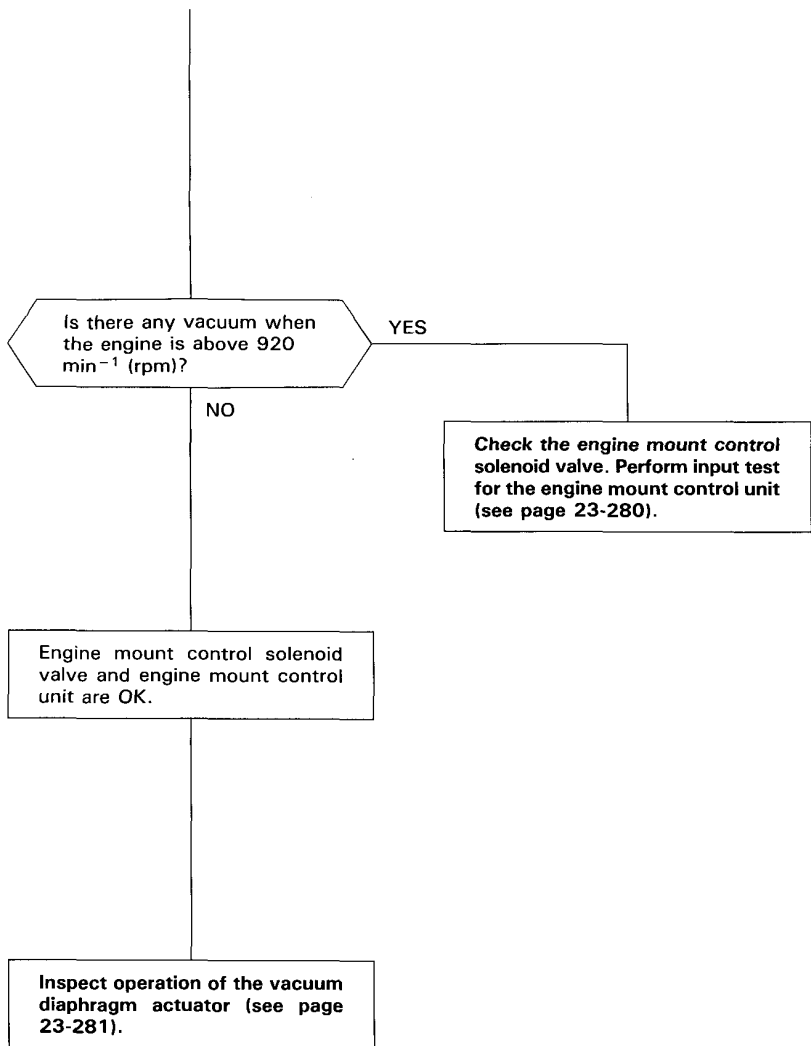 Is there any vacuum when
the engine is above 920
min⁻¹ (rpm)?
YES
NO
Check the engine mount control
solenoid valve. Perform input test
for the engine mount control unit
(see page 23-280).
Engine mount control solenoid
valve and engine mount control
unit are OK.
Inspect operation of the vacuum
diaphragm actuator (see page
23-281).